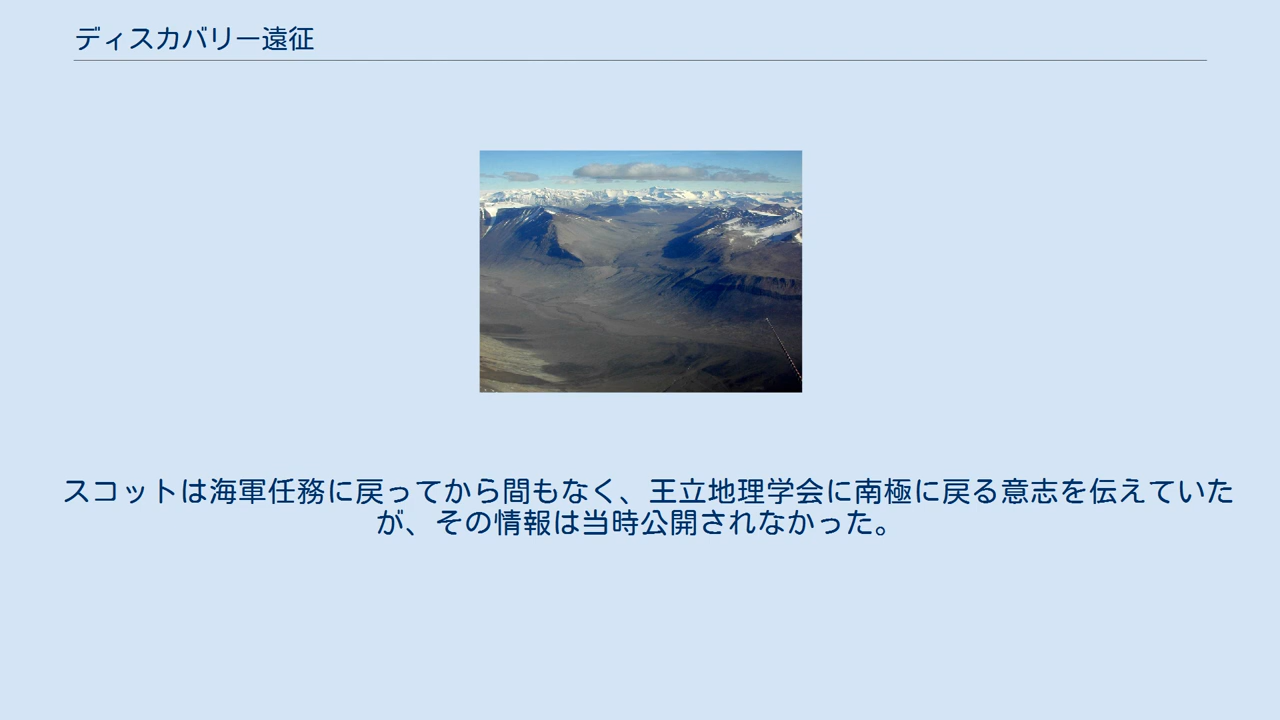 ディスカバリー遠征
スコットは海軍任務に戻ってから間もなく、王立地理学会に南極に戻る意志を伝えていた
が、その情報は当時公開されなかった。